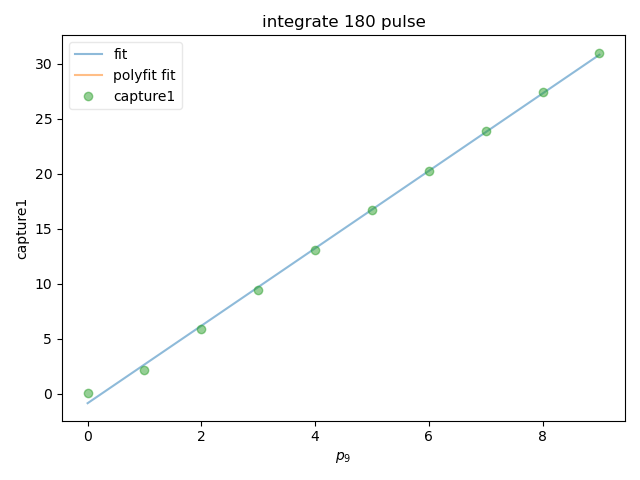 integrate 180 pulse
fit
polyfit fit
capture1
30
25
20
15
10
5
0
capture1
0 2 4 6 8
p₉